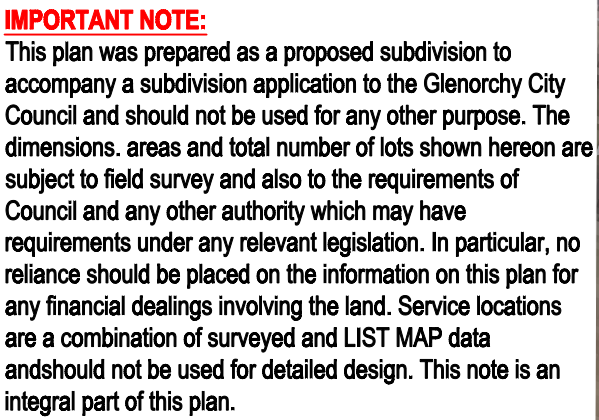 IMPORTANT NOTE:
This plan was prepared as a proposed subdivision to
accompany a subdivision application to the Glenorchy City
Council and should not be used for any other purpose. The
dimensions. areas and total number of lots shown hereon are
subject to field survey and also to the requirements of
Council and any other authority which may have
requirements under any relevant legislation. In particular, no
reliance should be placed on the information on this plan for
any financial dealings involving the land. Service locations
are a combination of surveyed and LIST MAP data
andshould not be used for detailed design. This note is an
integral part of this plan.